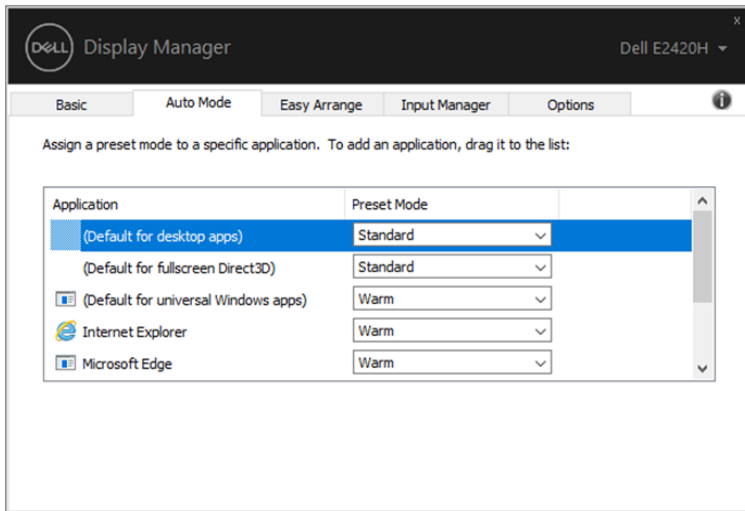 x
DELL Display Manager Dell E2420H
Basic Auto Mode Easy Arrange Input Manager Options i
Assign a preset mode to a specific application. To add an application, drag it to the list:
Application Preset Mode
(Default for desktop apps) Standard
(Default for fullscreen Direct3D) Standard
(Default for universal Windows apps) Warm
Internet Explorer Warm
Microsoft Edge Warm